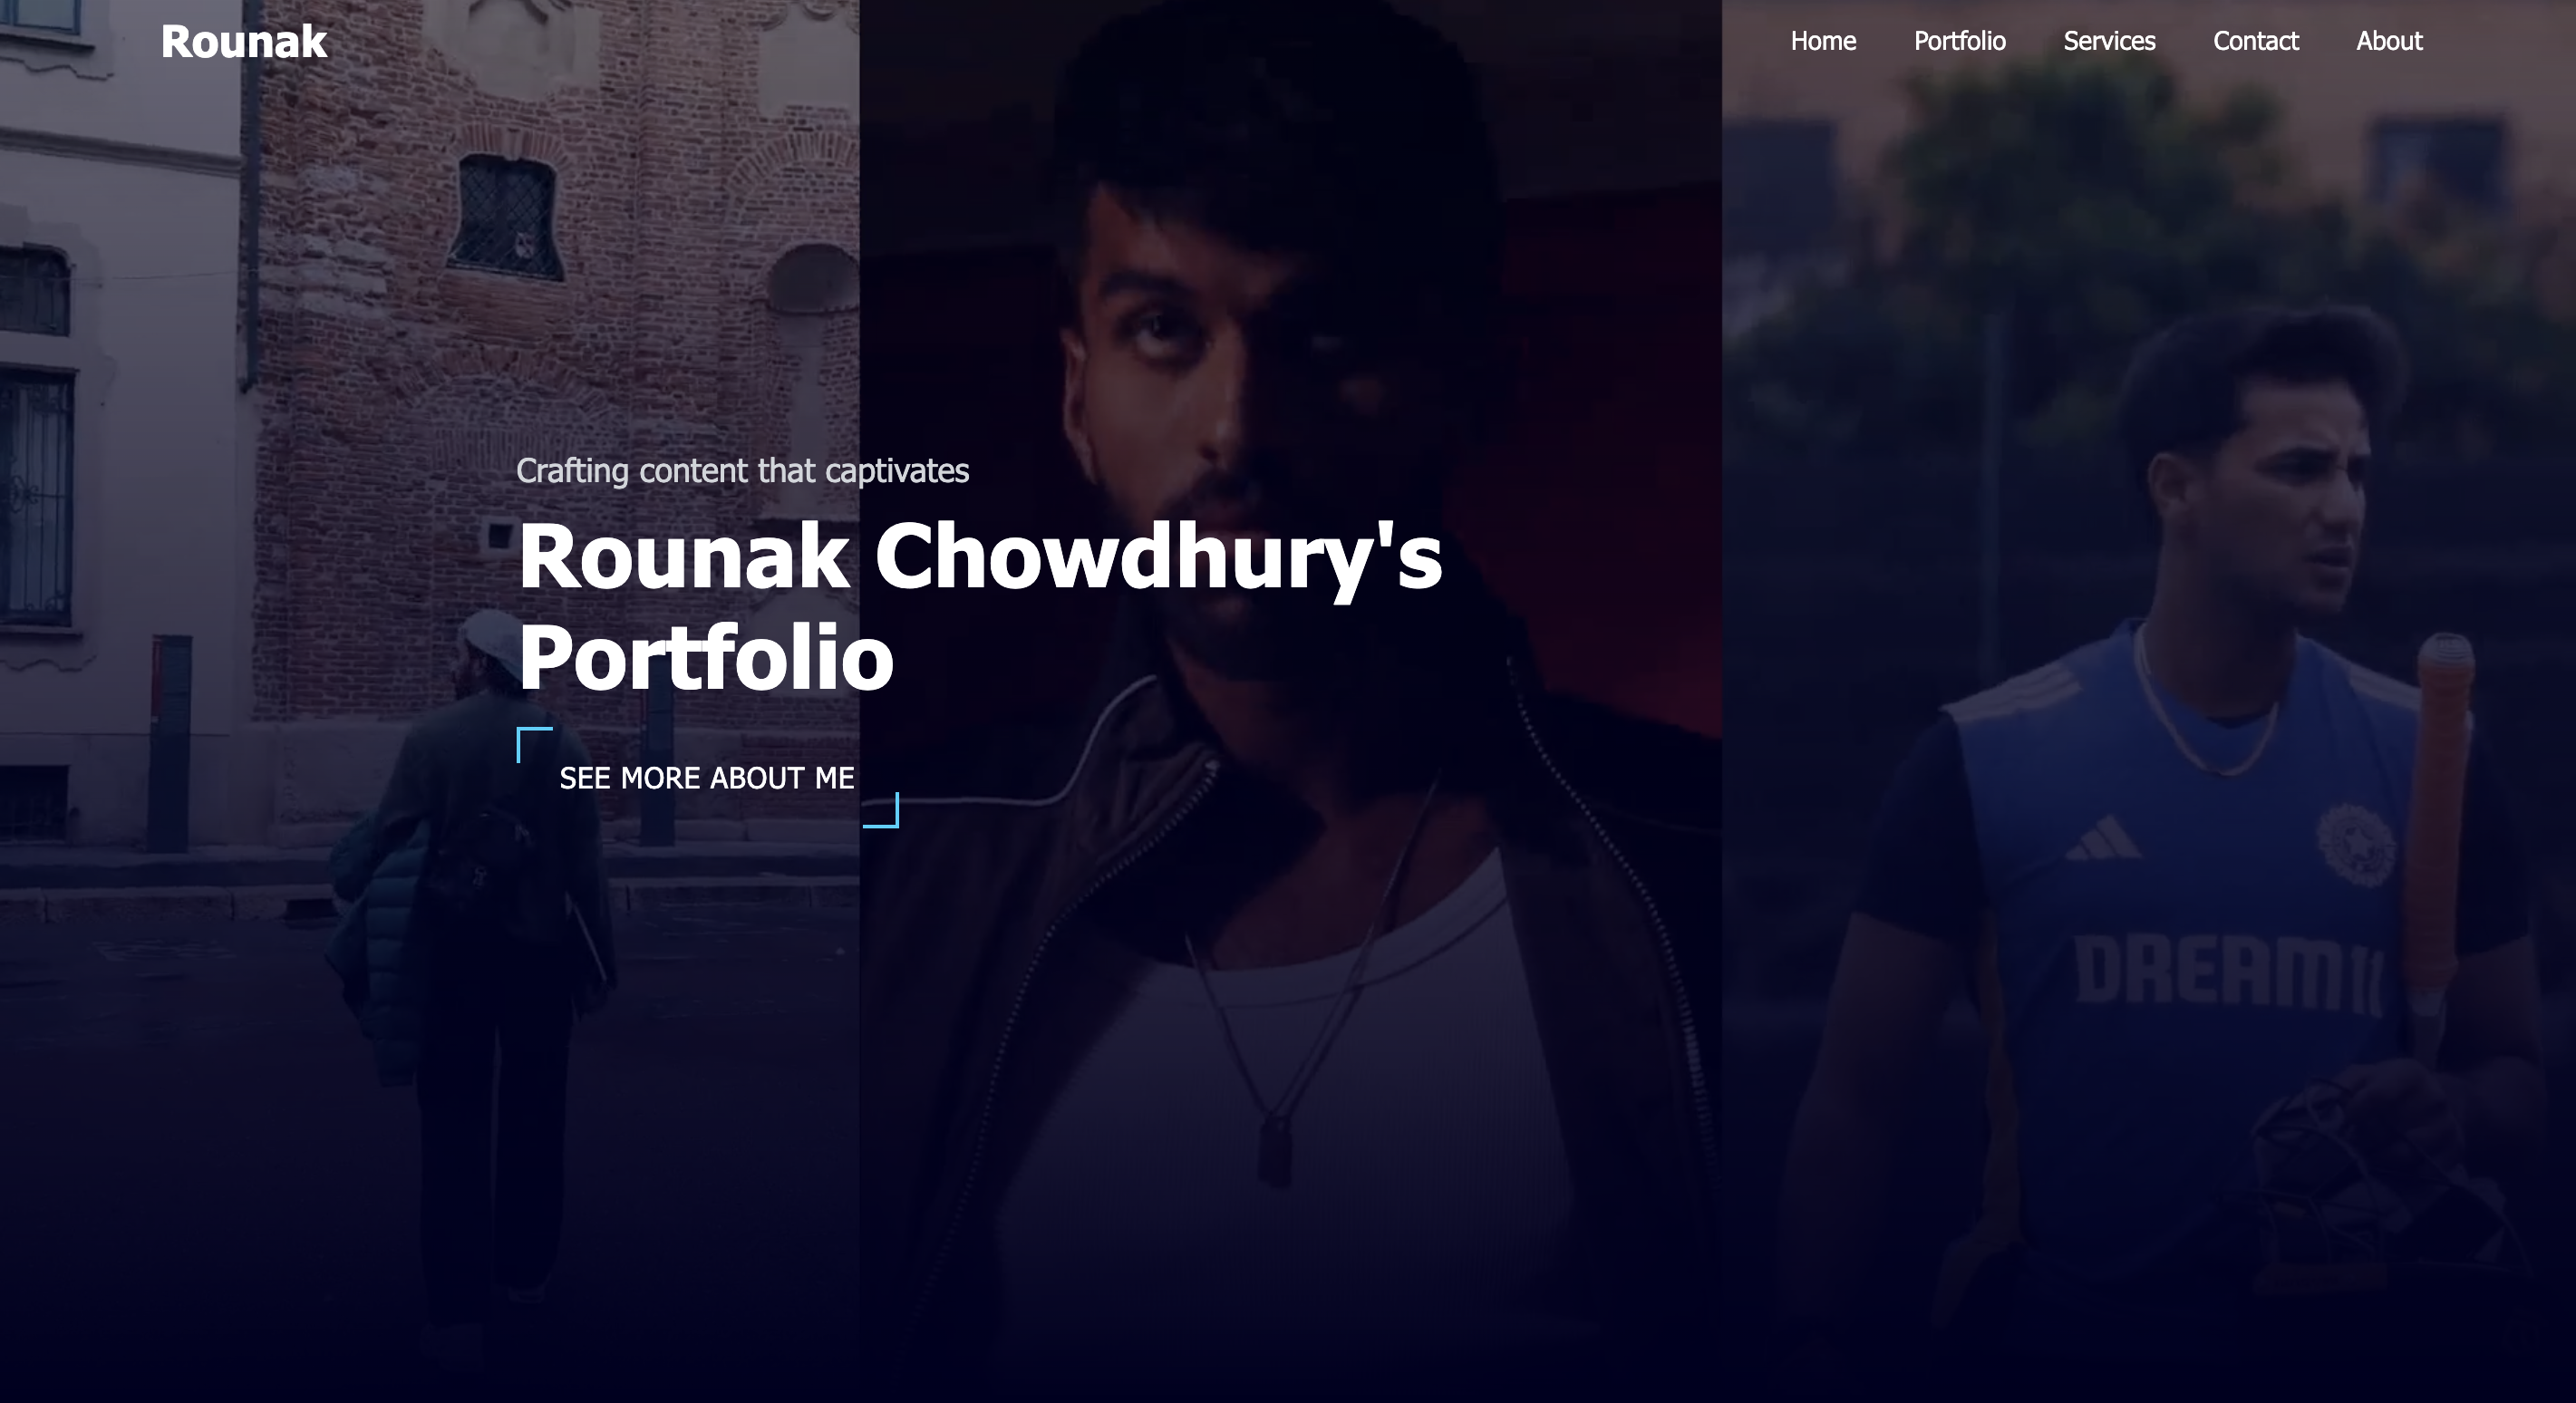 Rounak
Home Portfolio Services Contact About
Crafting content that captivates
Rounak Chowdhury's
Portfolio
SEE MORE ABOUT ME
DREAM11